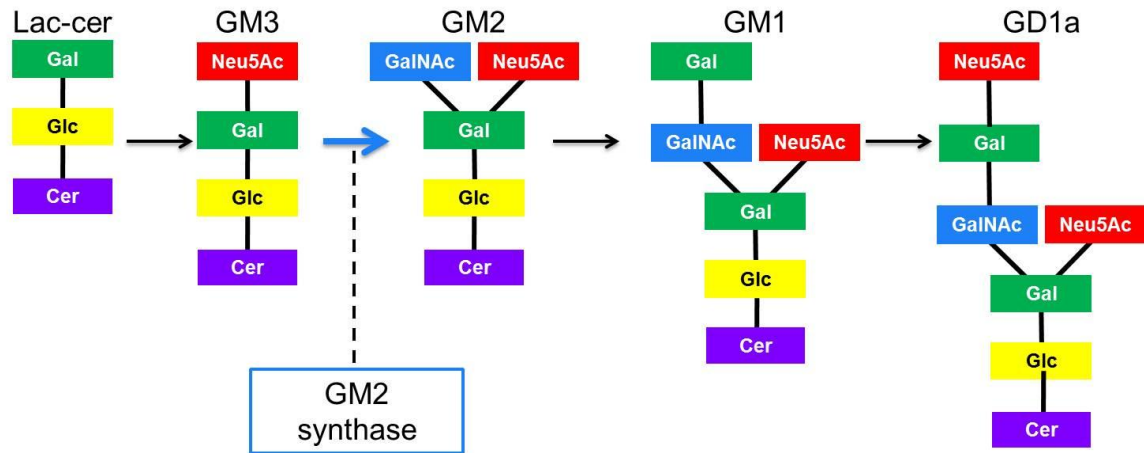 Lac-cer GM3 GM2 GM1 GD1a
Gal Neu5Ac GalNAc Neu5Ac Gal Neu5Ac
Glc Gal Gal GalNAc Neu5Ac Gal
Cer Glc Glc Gal GalNAc Neu5Ac
Cer Cer Glc Gal
Cer Glc
GM2
synthase
Cer